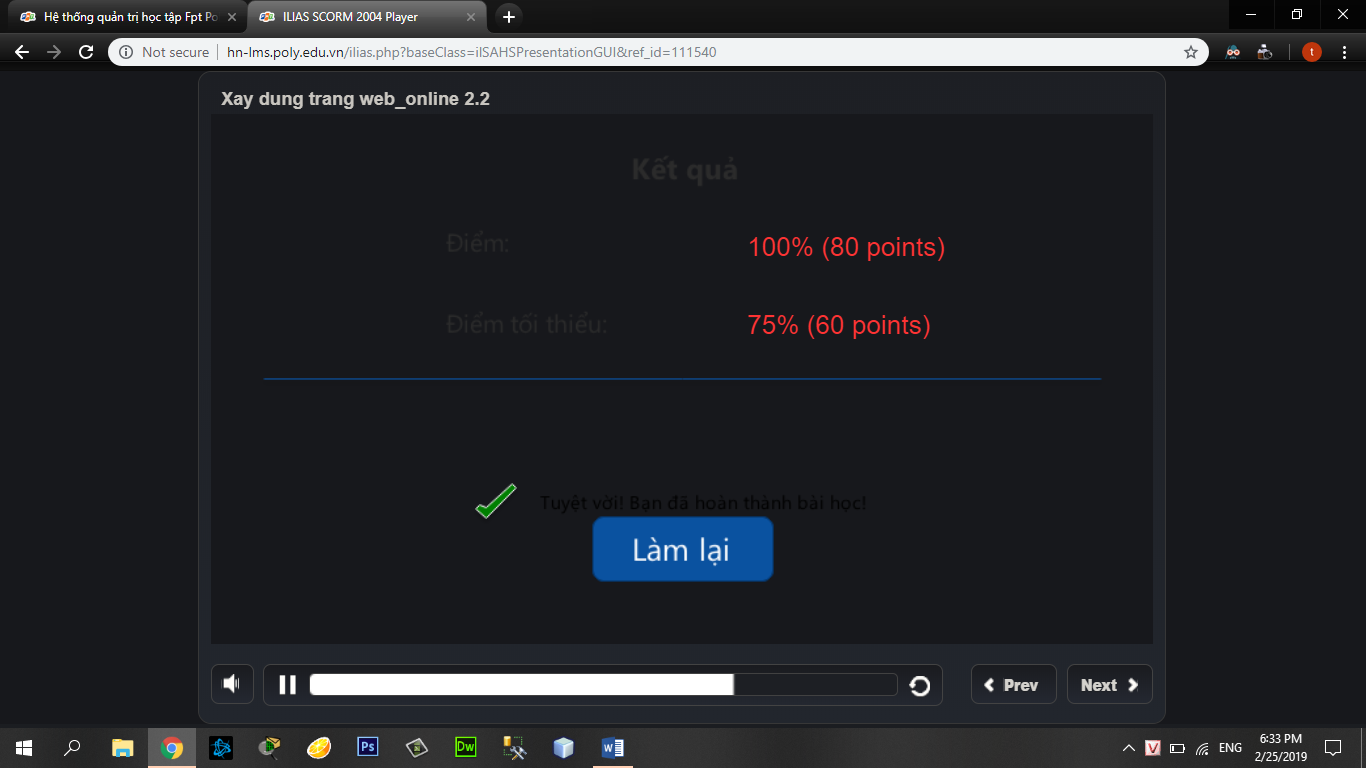 Hệ thống quản trị học tập Fpt Po
ILIAS SCORM 2004 Player
Not secure | hn-lms.poly.edu.vn/ilias.php?baseClass=ilSAHSPresentationGUI&ref_id=111540
t
Xay dung trang web_online 2.2
Kết quả
Điểm: 100% (80 points)
Điểm tối thiểu: 75% (60 points)
Tuyệt vời! Bạn đã hoàn thành bài học!
Làm lại
Prev Next
Ps Dw V ENG 6:33 PM
2/25/2019